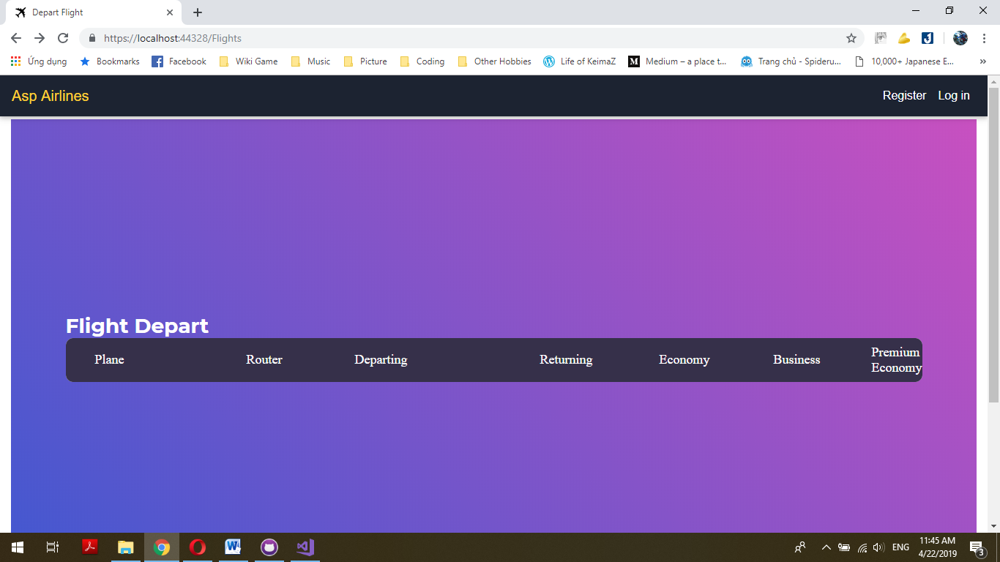 Depart Flight
https://localhost:44328/Flights
Ứng dụng Bookmarks Facebook Wiki Game Music Picture Coding Other Hobbies Life of KeimaZ Medium – a place t... Trang chủ - Spideru... 10,000+ Japanese E... »
Asp Airlines Register Log in
Flight Depart
Plane Router Departing Returning Economy Business Premium
Economy
ENG
11:45 AM
4/22/2019
3